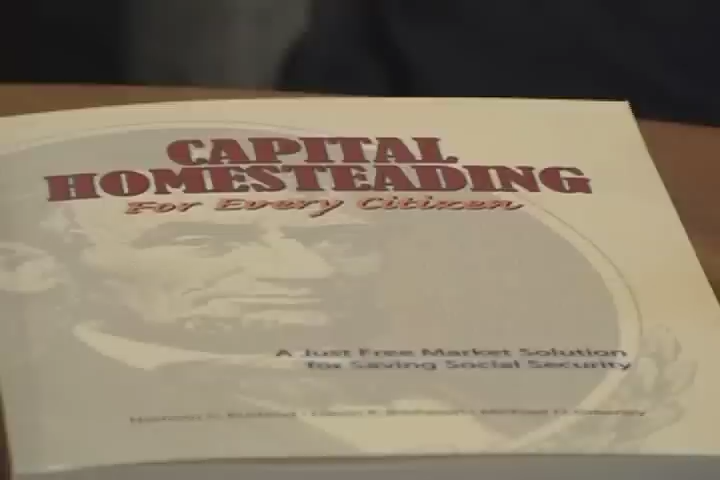 CAPITAL
HOMESTEADING
For Every Citizen
A Just Free Market Solution
for Saving Social Security